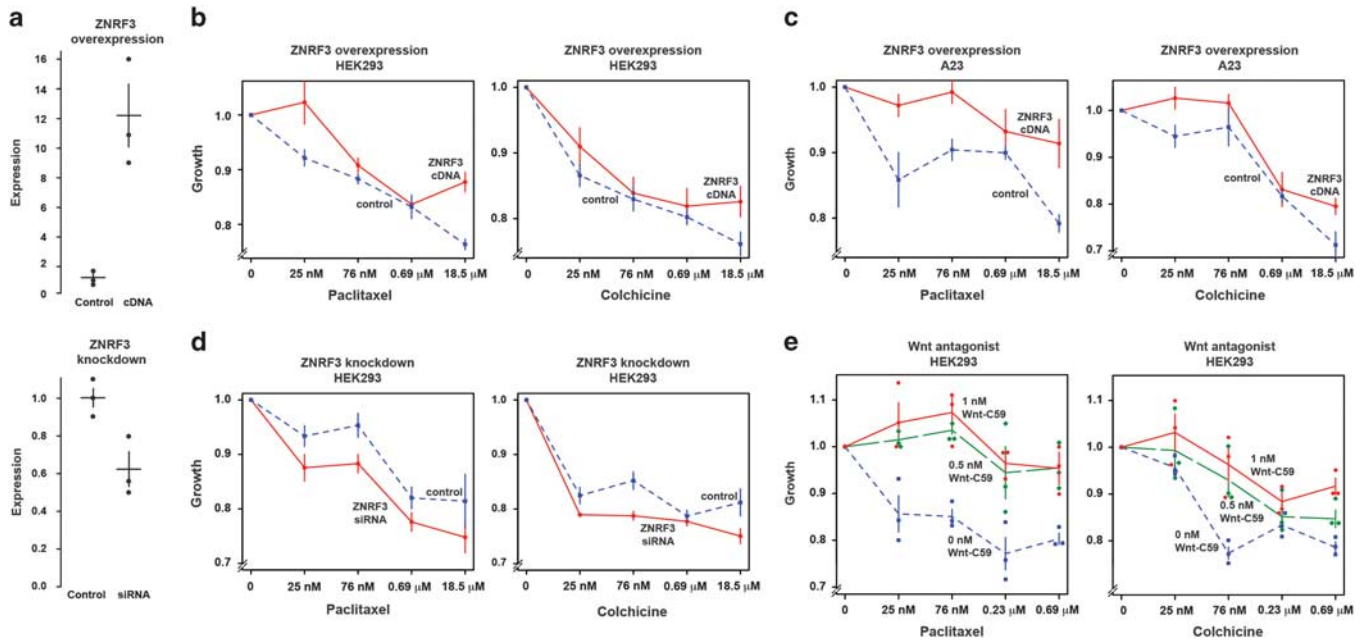 a
ZNRF3
overexpression
Expression
16
14
12
10
8
6
4
2
0
Control cDNA
b
ZNRF3 overexpression
HEK293
Growth
1.0
0.9
0.8
ZNRF3
cDNA
control
0 25 nM 76 nM 0.69 μM 18.5 μM
Paclitaxel
ZNRF3 overexpression
HEK293
1.0
0.9
0.8
ZNRF3
cDNA
control
0 25 nM 76 nM 0.69 μM 18.5 μM
Colchicine
c
ZNRF3 overexpression
A23
Growth
1.0
0.9
0.8
ZNRF3
cDNA
control
0 25 nM 76 nM 0.69 μM 18.5 μM
Paclitaxel
ZNRF3 overexpression
A23
1.0
0.9
0.8
0.7
control
ZNRF3
cDNA
0 25 nM 76 nM 0.69 μM 18.5 μM
Colchicine
ZNRF3
knockdown
Expression
1.0
0.8
0.6
0.4
1.0
0.0
Control siRNA
d
ZNRF3 knockdown
HEK293
Growth
1.0
0.9
0.8
0.7
control
ZNRF3
siRNA
0 25 nM 76 nM 0.69 μM 18.5 μM
Paclitaxel
ZNRF3 knockdown
HEK293
1.0
0.9
0.8
0.7
control
ZNRF3
siRNA
0 25 nM 76 nM 0.69 μM 18.5 μM
Colchicine
e
Wnt antagonist
HEK293
Growth
1.1
1.0
0.9
0.8
0.7
1 nM
Wnt-C59
0.5 nM
Wnt-C59
0 nM
Wnt-C59
0 25 nM 76 nM 0.23 μM 0.69 μM
Paclitaxel
Wnt antagonist
HEK293
1.1
1.0
0.9
0.8
0.7
1 nM
Wnt-C59
0.5 nM
Wnt-C59
0 nM
Wnt-C59
0 25 nM 76 nM 0.23 μM 0.69 μM
Colchicine